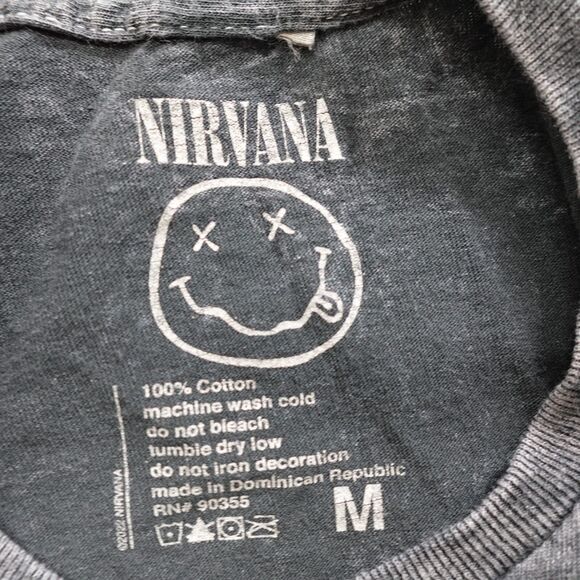 NIRVANA
100% Cotton
machine wash cold
do not bleach
tumble dry low
do not iron decoration
made in Dominican Republic
RN# 90355
M
©2022 NIRVANA